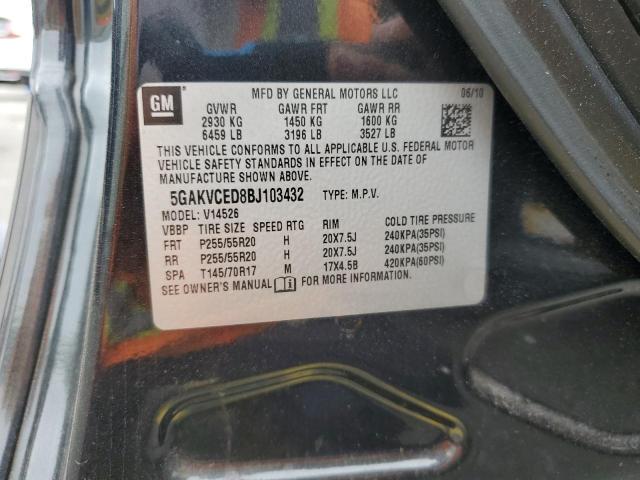 GM
MFD BY GENERAL MOTORS LLC 06/10
GVWR GAWR FRT GAWR RR
2930 KG 1450 KG 1600 KG
6459 LB 3196 LB 3527 LB
THIS VEHICLE CONFORMS TO ALL APPLICABLE U.S. FEDERAL MOTOR
VEHICLE SAFETY STANDARDS IN EFFECT ON THE DATE OF
MANUFACTURE SHOWN ABOVE.
5GAKVCED8BJ103432 TYPE: M.P.V.
MODEL: V14526
VBBP TIRE SIZE SPEED RTG RIM COLD TIRE PRESSURE
FRT P255/55R20 H 20X7.5J 240KPA(35PSI)
RR P255/55R20 H 20X7.5J 240KPA(35PSI)
SPA T145/70R17 M 17X4.5B 420KPA(60PSI)
SEE OWNER'S MANUAL FOR MORE INFORMATION.